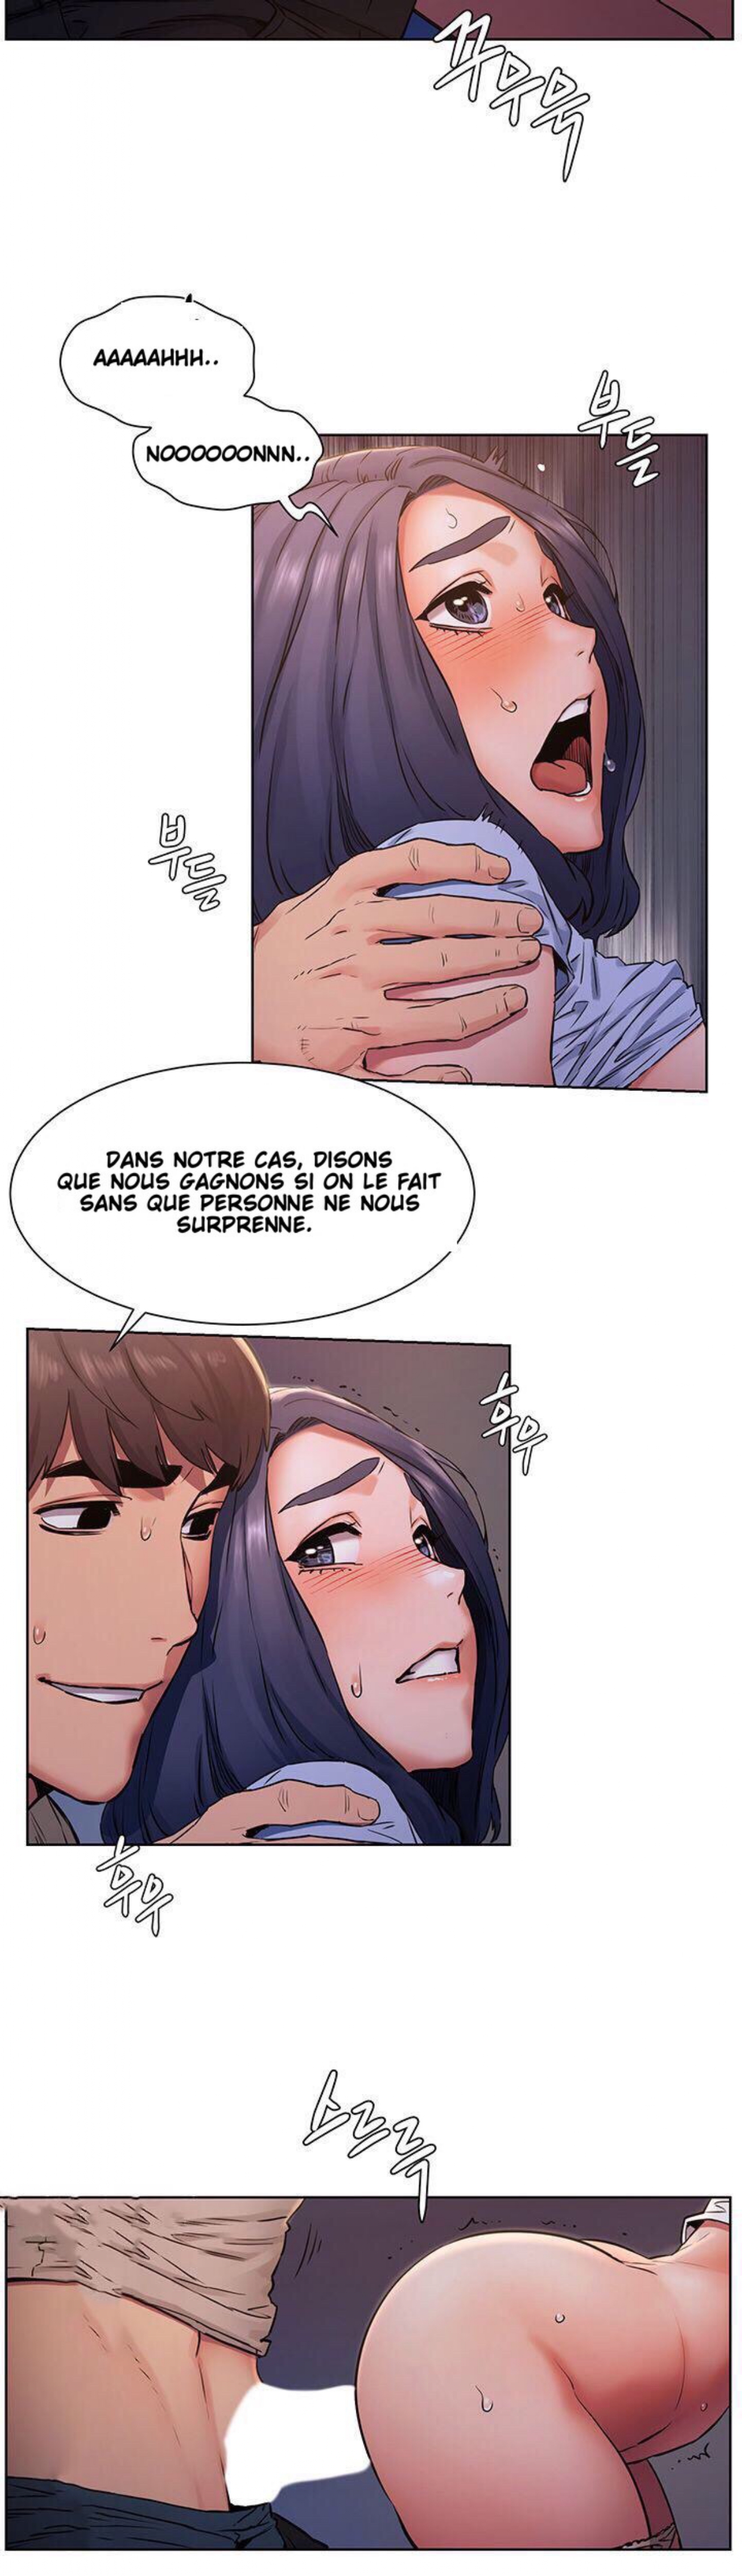 꾸우욱
AAAAAHHH..
NOOOOOONNN..
부들
부들
DANS NOTRE CAS, DISONS
QUE NOUS GAGNONS SI ON LE FAIT
SANS QUE PERSONNE NE NOUS
SURPRENNE.
후우
후우
스르륵